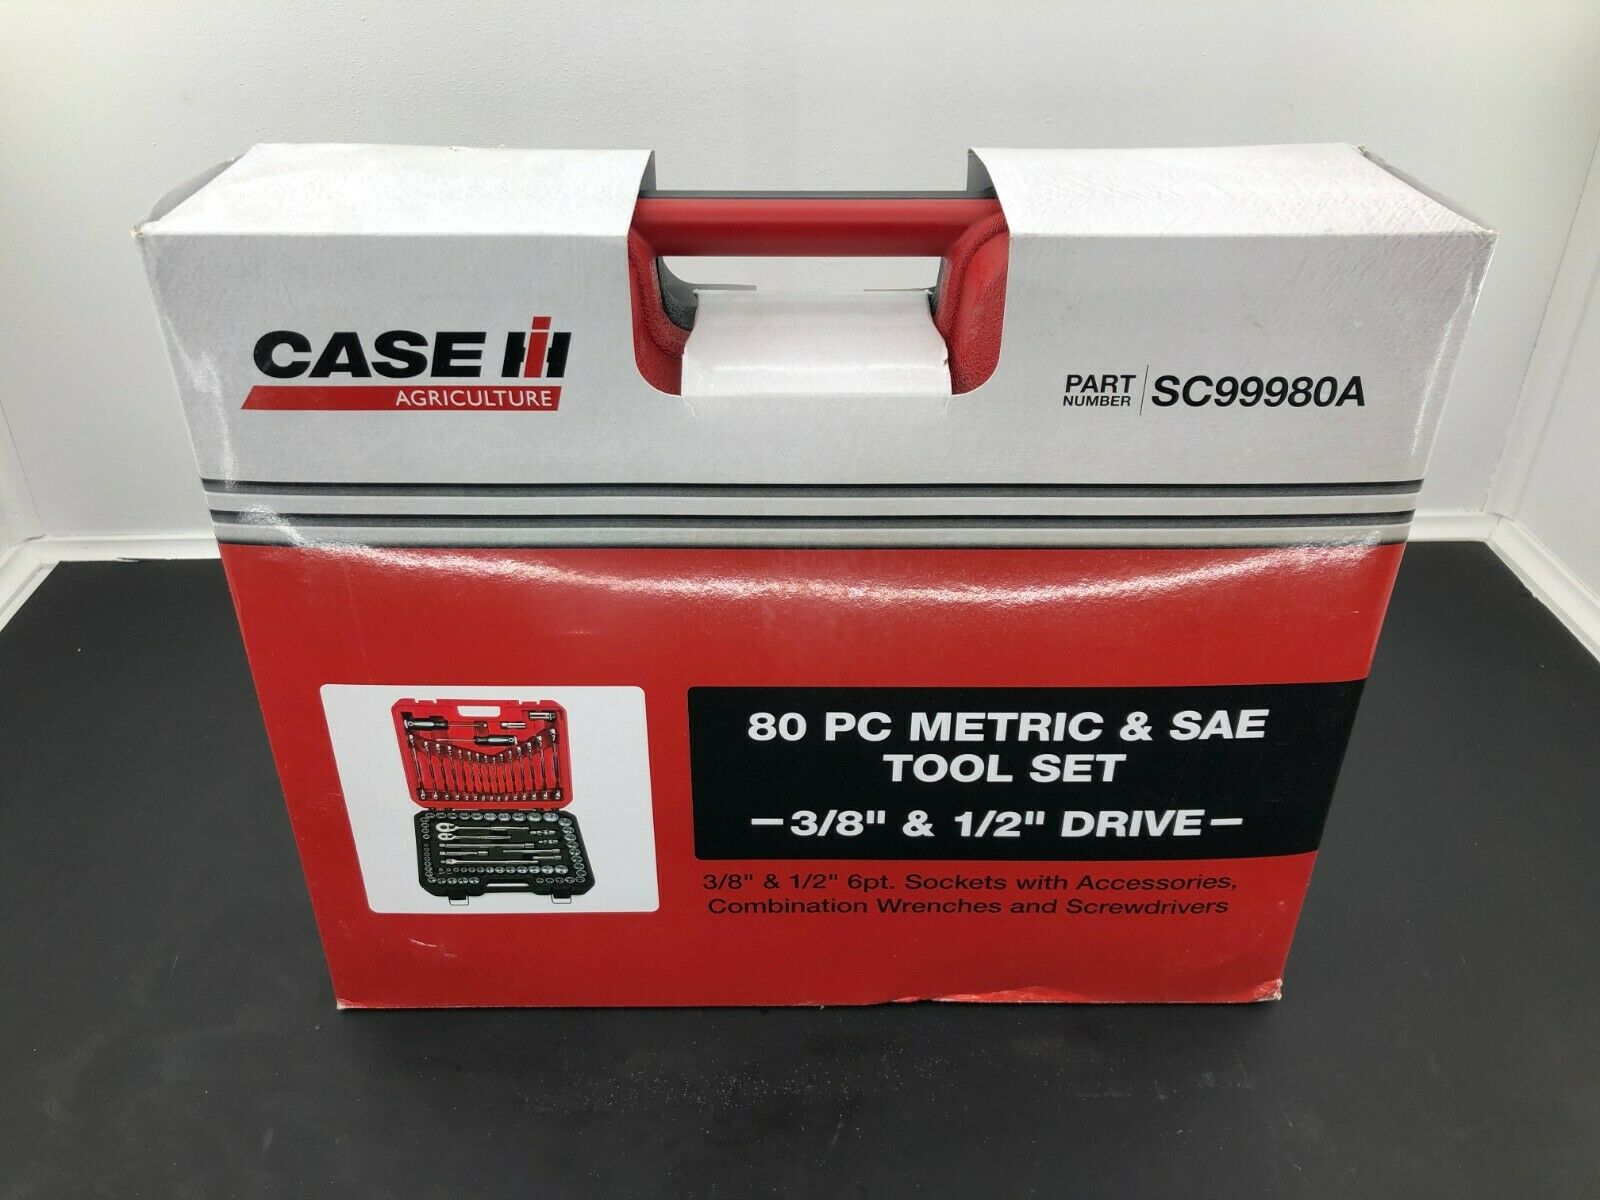 CASE IH
AGRICULTURE
PART NUMBER
SC99980A
80 PC METRIC & SAE
TOOL SET
–3/8" & 1/2" DRIVE–
3/8" & 1/2" 6pt. Sockets with Accessories,
Combination Wrenches and Screwdrivers